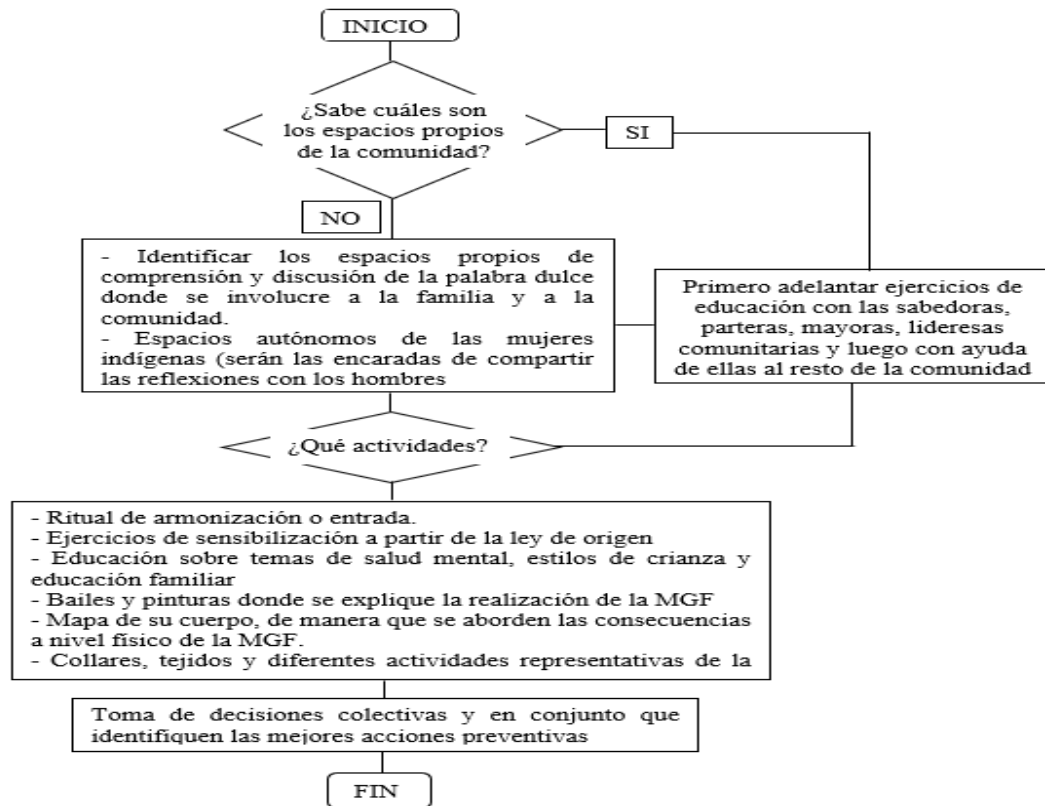 INICIO
¿Sabe cuáles son
los espacios propios
de la comunidad?
SI
NO
- Identificar los espacios propios de
comprensión y discusión de la palabra dulce
donde se involucre a la familia y a la
comunidad.
- Espacios autónomos de las mujeres
indígenas (serán las encaradas de compartir
las reflexiones con los hombres
Primero adelantar ejercicios de
educación con las sabedoras,
parteras, mayoras, lideresas
comunitarias y luego con ayuda
de ellas al resto de la comunidad
¿Qué actividades?
- Ritual de armonización o entrada.
- Ejercicios de sensibilización a partir de la ley de origen
- Educación sobre temas de salud mental, estilos de crianza y
educación familiar
- Bailes y pinturas donde se explique la realización de la MGF
- Mapa de su cuerpo, de manera que se aborden las consecuencias
a nivel físico de la MGF.
- Collares, tejidos y diferentes actividades representativas de la
Toma de decisiones colectivas y en conjunto que
identifiquen las mejores acciones preventivas
FIN